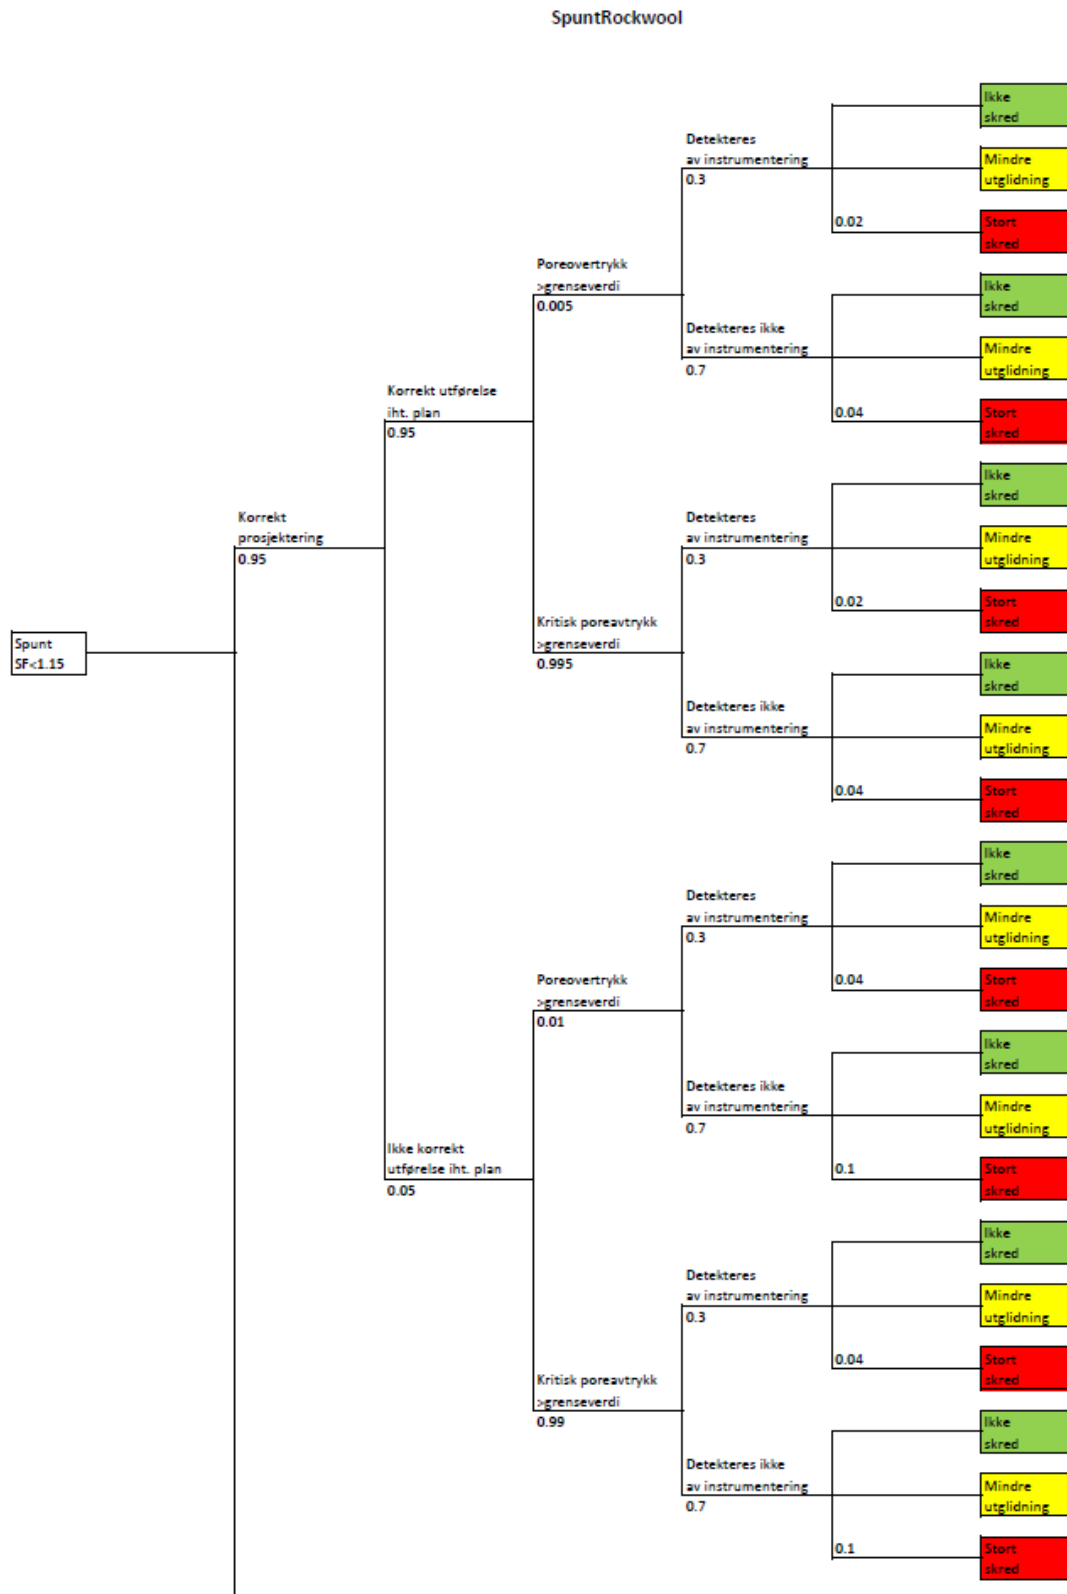 SpuntRockwool
Ikke
skred
Detekteres
av instrumentering
0.3
Mindre
utglidning
0.02
Stort
skred
Poreovertrykk
>grenseverdi
0.005
Ikke
skred
Detekteres ikke
av instrumentering
0.7
Mindre
utglidning
Korrekt utførelse
iht. plan
0.95
0.04
Stort
skred
Ikke
skred
Korrekt
prosjektering
0.95
Detekteres
av instrumentering
0.3
Mindre
utglidning
0.02
Stort
skred
Kritisk poreavtrykk
>grenseverdi
0.995
Spunt
SF<1.15
Ikke
skred
Detekteres ikke
av instrumentering
0.7
Mindre
utglidning
0.04
Stort
skred
Ikke
skred
Detekteres
av instrumentering
0.3
Mindre
utglidning
0.04
Stort
skred
Poreovertrykk
>grenseverdi
0.01
Ikke
skred
Detekteres ikke
av instrumentering
0.7
Mindre
utglidning
Ikke korrekt
utførelse iht. plan
0.05
0.1
Stort
skred
Ikke
skred
Detekteres
av instrumentering
0.3
Mindre
utglidning
0.04
Stort
skred
Kritisk poreavtrykk
>grenseverdi
0.99
Ikke
skred
Detekteres ikke
av instrumentering
0.7
Mindre
utglidning
0.1
Stort
skred